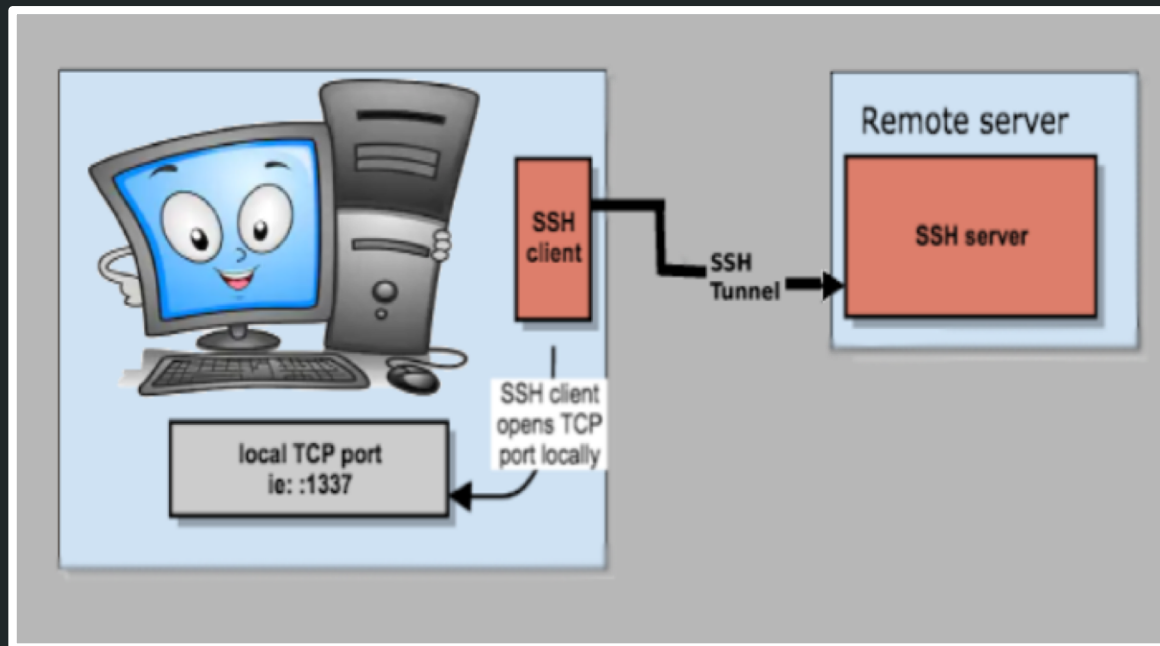 SSH
client
SSH
Tunnel
Remote server
SSH server
SSH client
opens TCP
port locally
local TCP port
ie: :1337